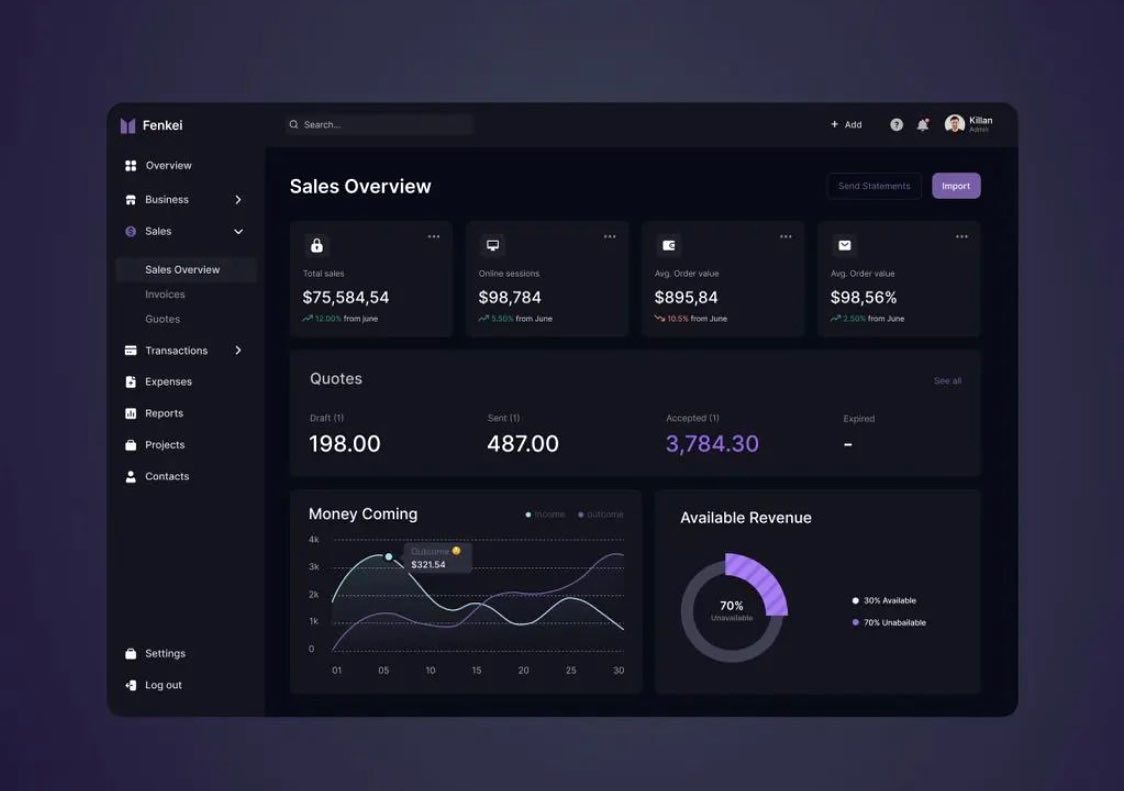 Fenkei
Search...
+ Add
?
Killan
Admin
Overview
Business
Sales
Sales Overview
Invoices
Guotes
Transactions
Expenses
Reports
Projects
Contacts
Settings
Log out
Sales Overview
Send Statements
Import
Total sales
$75,584,54
12.00% from june
Online sessions
$98,784
5.50% from June
Avg. Order value
$895,84
10.5% from June
Avg. Order value
$98,56%
2.50% from June
Quotes
See all
Draft (1)
198.00
Sent (1)
487.00
Accepted (1)
3,784.30
Expired
-
Money Coming
Income
outcome
Outcome 😳
$321.54
4k
3k
2k
1k
0
01 05 10 15 20 25 30
Available Revenue
70%
Unavailable
30% Available
70% Unabailable